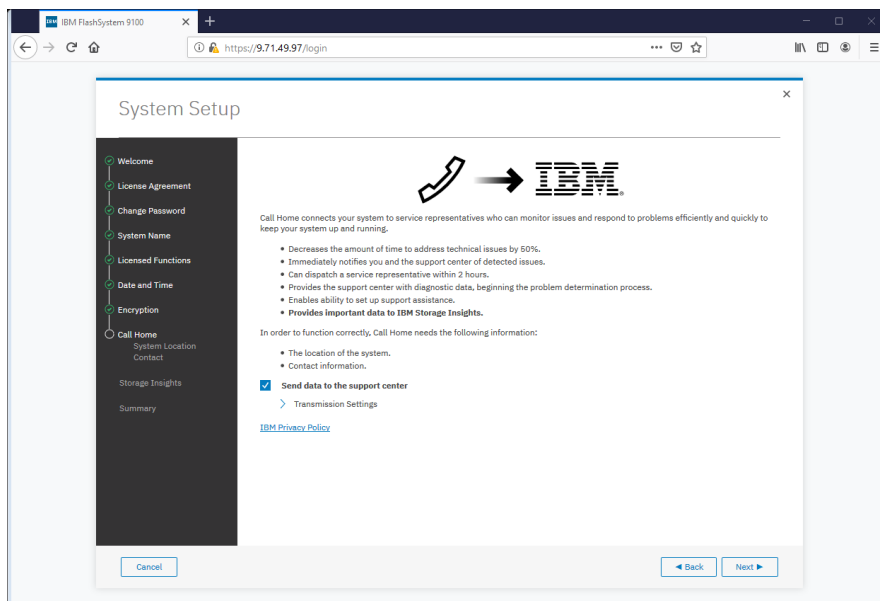 IBM FlashSystem 9100
https://9.71.49.97/login
System Setup
Welcome
License Agreement
Change Password
System Name
Licensed Functions
Date and Time
Encryption
Call Home
System Location
Contact
Storage Insights
Summary
IBM
Call Home connects your system to service representatives who can monitor issues and respond to problems efficiently and quickly to
keep your system up and running.
• Decreases the amount of time to address technical issues by 50%.
• Immediately notifies you and the support center of detected issues.
• Can dispatch a service representative within 2 hours.
• Provides the support center with diagnostic data, beginning the problem determination process.
• Enables ability to set up support assistance.
• Provides important data to IBM Storage Insights.
In order to function correctly, Call Home needs the following information:
• The location of the system.
• Contact information.
Send data to the support center
Transmission Settings
IBM Privacy Policy
Cancel
Back
Next